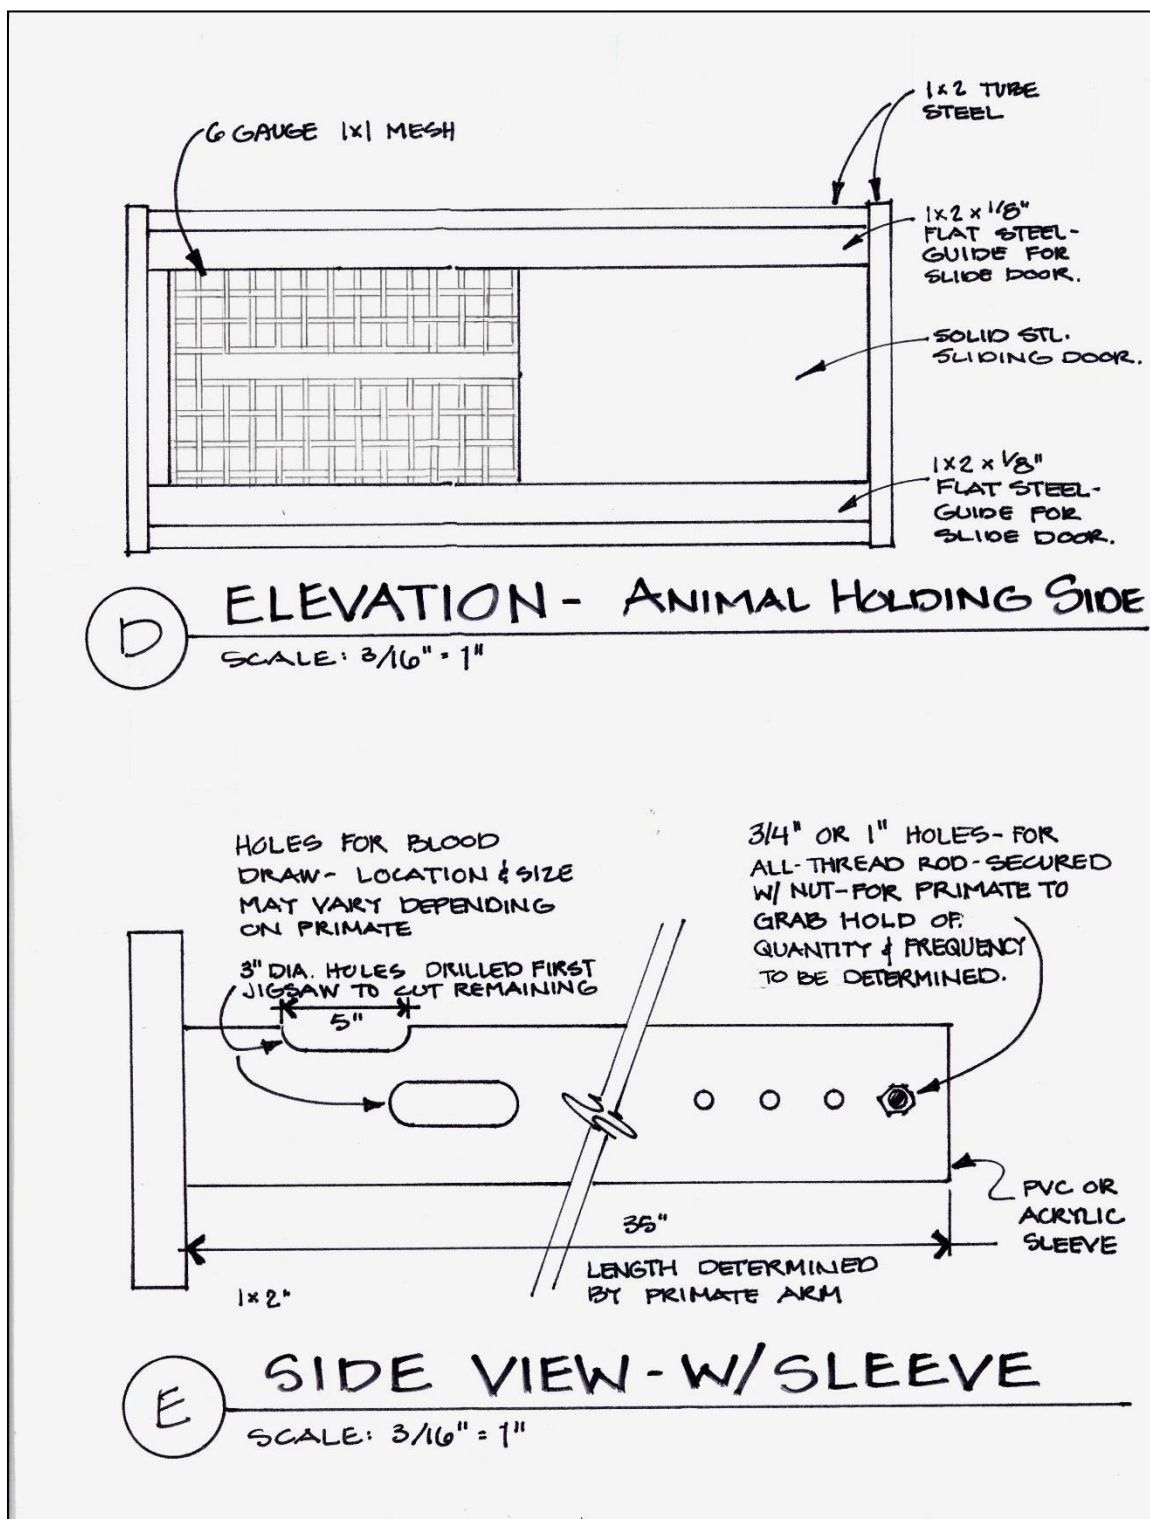 6 GAUGE 1x1 MESH
1x2 TUBE
STEEL
1x2x1/8"
FLAT STEEL-
GUIDE FOR
SLIDE DOOR.
SOLID STL.
SLIDING DOOR.
1x2x1/8"
FLAT STEEL-
GUIDE FOR
SLIDE DOOR.
D
ELEVATION - ANIMAL HOLDING SIDE
SCALE: 3/16" = 1"
HOLES FOR BLOOD
DRAW- LOCATION & SIZE
MAY VARY DEPENDING
ON PRIMATE
3" DIA. HOLES DRILLED FIRST
JIGSAW TO CUT REMAINING
5"
3/4" OR 1" HOLES - FOR
ALL-THREAD ROD - SECURED
W/ NUT - FOR PRIMATE TO
GRAB HOLD OF.
QUANTITY & FREQUENCY
TO BE DETERMINED.
PVC OR
ACRYLIC
SLEEVE
35"
LENGTH DETERMINED
BY PRIMATE ARM
1x2"
E
SIDE VIEW - W/ SLEEVE
SCALE: 3/16" = 1"